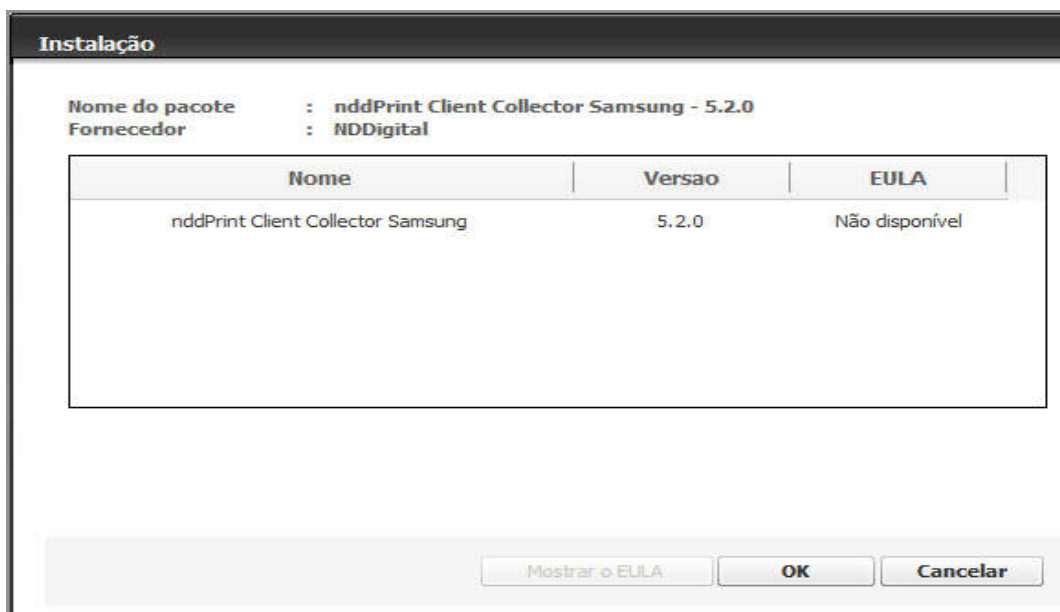 Instalação
Nome do pacote : nddPrint Client Collector Samsung - 5.2.0
Fornecedor : NDDigital
Nome Versao EULA
nddPrint Client Collector Samsung 5.2.0 Não disponível
Mostrar o EULA OK Cancelar